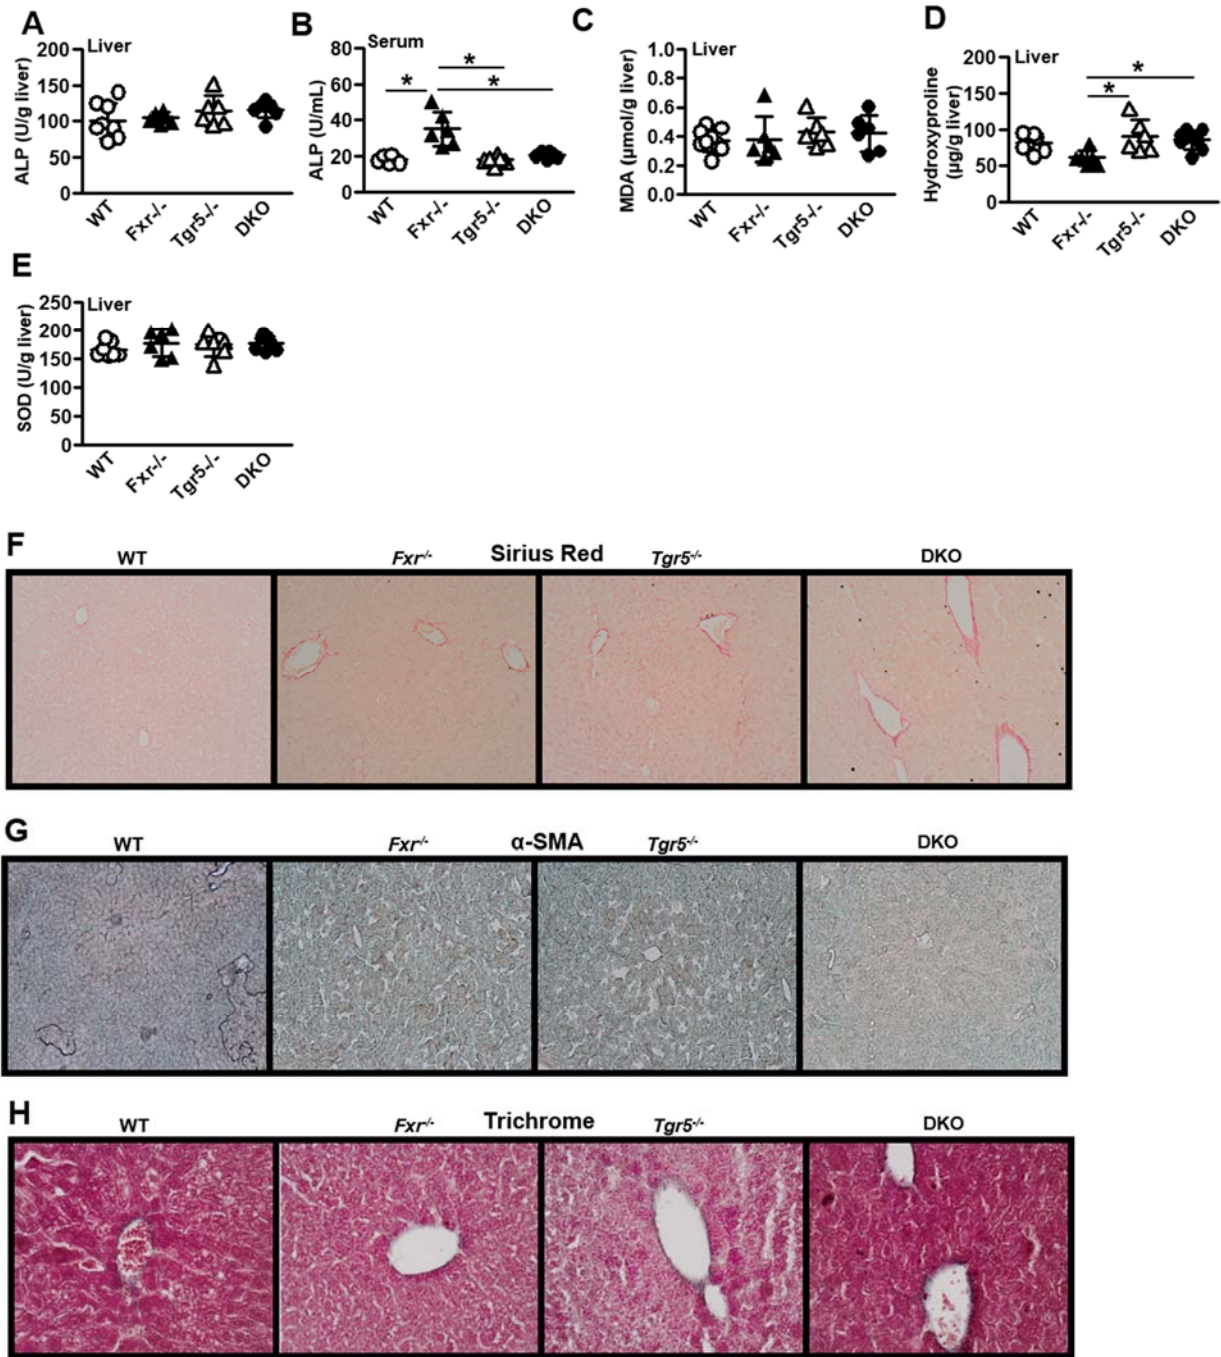 A
Liver
ALP (U/g liver)
200
150
100
50
0
WT
Fxr-/-
Tgr5-/-
DKO
B
Serum
ALP (U/mL)
80
60
40
20
0
*
*
*
WT
Fxr-/-
Tgr5-/-
DKO
C
Liver
MDA (µmol/g liver)
1.0
0.8
0.6
0.4
0.2
0.0
WT
Fxr-/-
Tgr5-/-
DKO
D
Liver
Hydroxyproline
(µg/g liver)
200
150
100
50
0
*
*
WT
Fxr-/-
Tgr5-/-
DKO
E
Liver
SOD (U/g liver)
250
200
150
100
50
0
WT
Fxr-/-
Tgr5-/-
DKO
F
WT Fxr-/- Sirius Red Tgr5-/- DKO
G
WT Fxr-/- α-SMA Tgr5-/- DKO
H
WT Fxr-/- Trichrome Tgr5-/- DKO